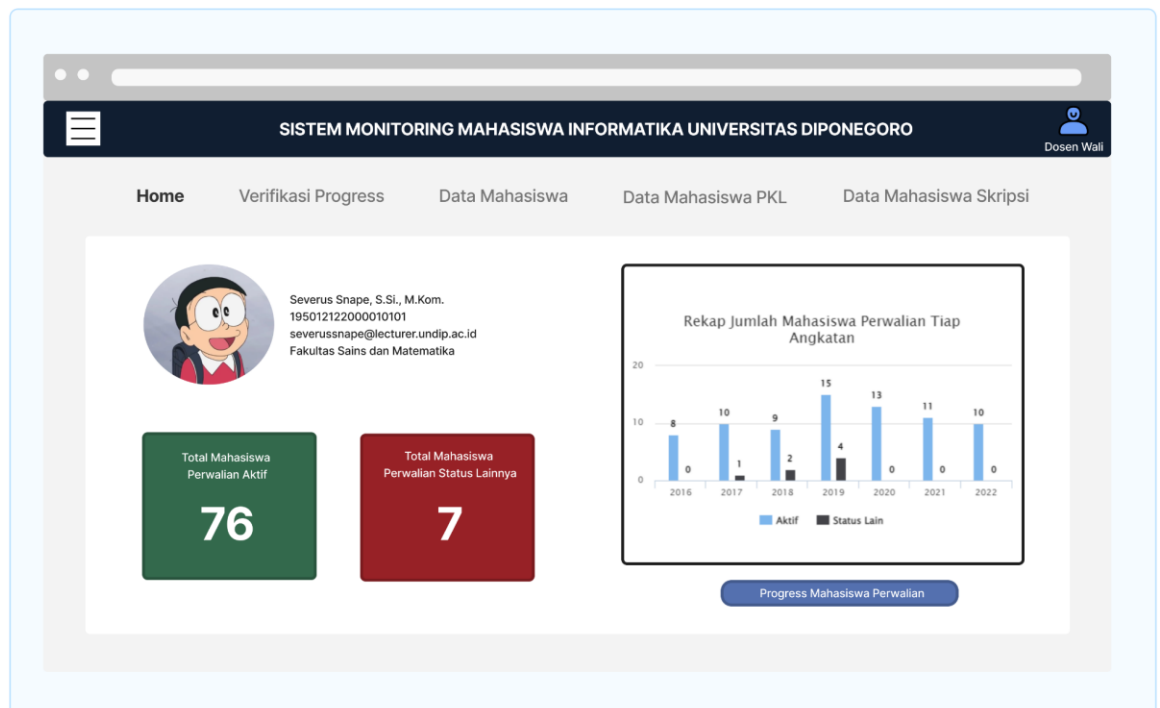 SISTEM MONITORING MAHASISWA INFORMATIKA UNIVERSITAS DIPONEGORO
Dosen Wali
Home
Verifikasi Progress
Data Mahasiswa
Data Mahasiswa PKL
Data Mahasiswa Skripsi
Severus Snape, S.Si., M.Kom.
195012122000010101
severussnape@lecturer.undip.ac.id
Fakultas Sains dan Matematika
Total Mahasiswa
Perwalian Aktif
76
Total Mahasiswa
Perwalian Status Lainnya
7
Rekap Jumlah Mahasiswa Perwalian Tiap
Angkatan
20
10
0
8
0
10
1
9
2
15
4
13
0
11
0
10
0
2016
2017
2018
2019
2020
2021
2022
Aktif
Status Lain
Progress Mahasiswa Perwalian